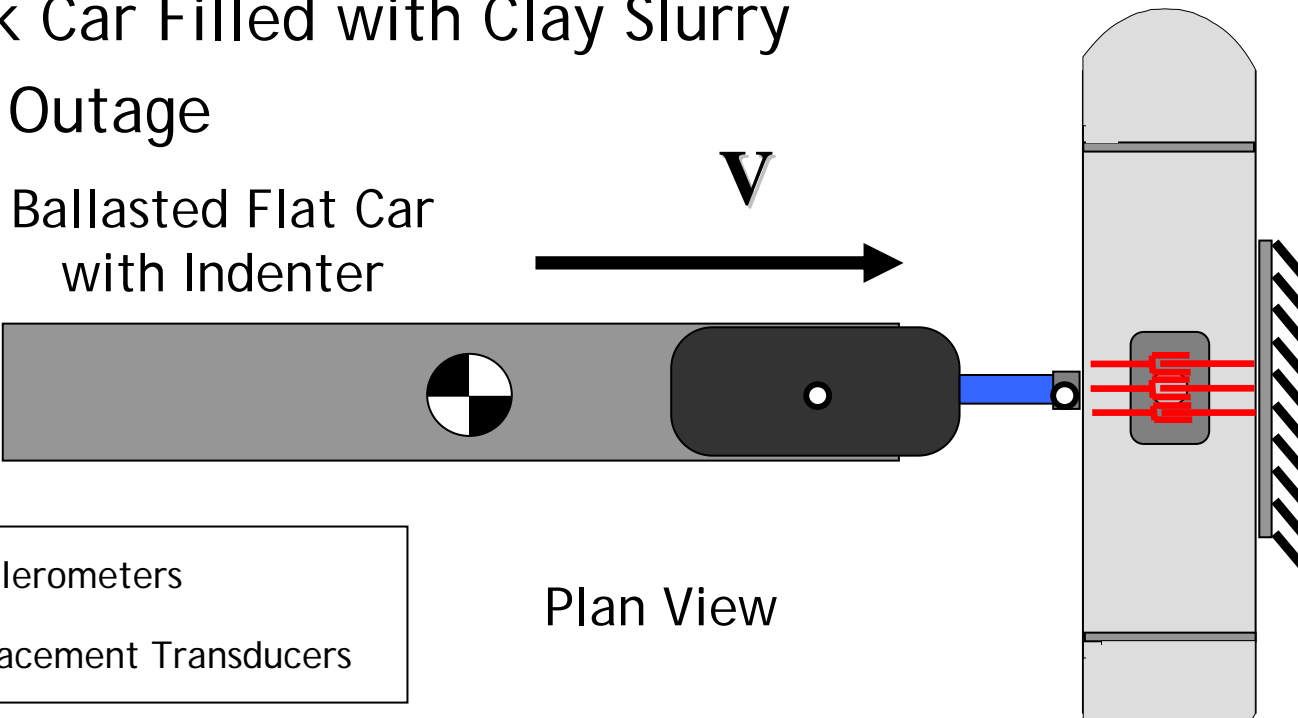 k Car Filled with Clay Slurry
Outage
V
Ballasted Flat Car
with Indenter
lerometers
Plan View
acement Transducers